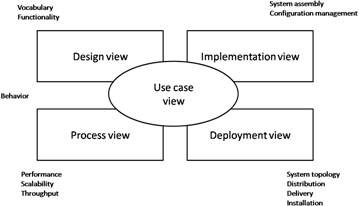 Vocabulary
Functionality
System assembly
Configuration management
Design view
Implementation view
Use case
view
Behavior
Process view
Deployment view
Performance
Scalability
Throughput
System topology
Distribution
Delivery
Installation